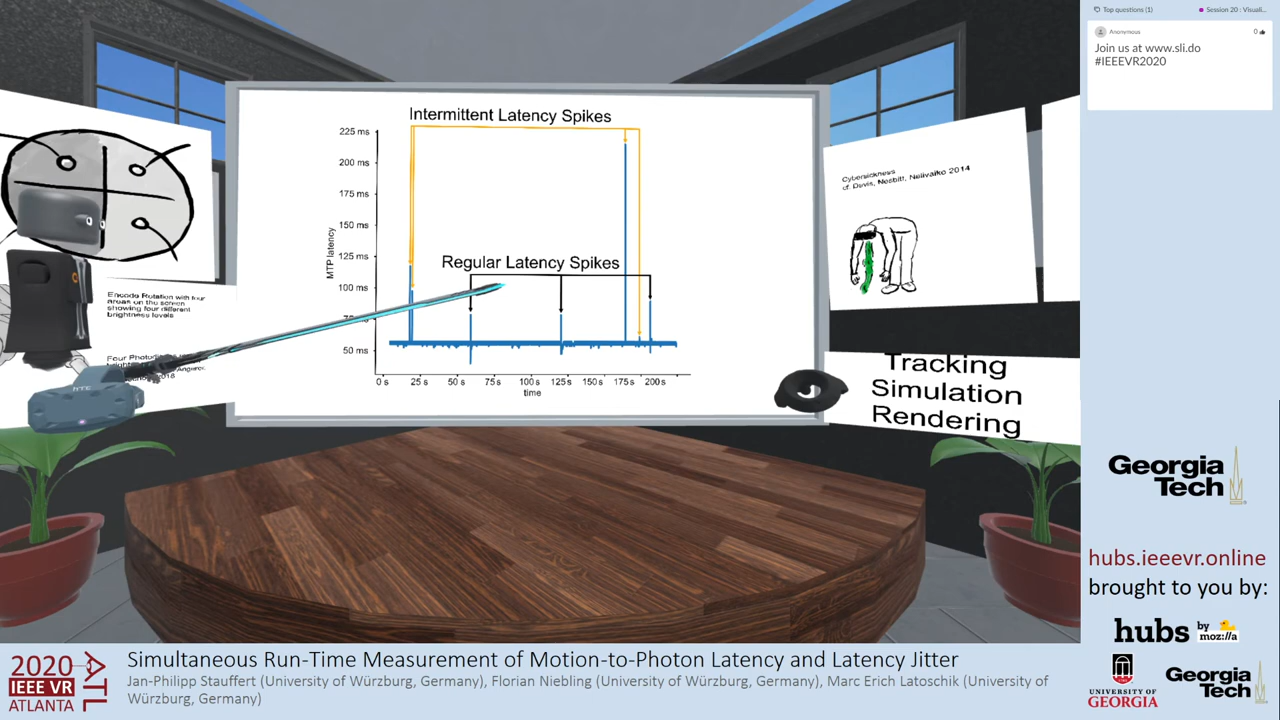 Top questions (1)
Session 20 : Visuali...
Anonymous
0
Join us at www.sli.do
#IEEEVR2020
Intermittent Latency Spikes
225 ms
200 ms
175 ms
150 ms
125 ms
100 ms
50 ms
MTP latency
Regular Latency Spikes
0 s
25 s
50 s
75 s
100 s
125 s
150 s
175 s
200 s
time
Encode Rotation with four
areas on the screen
showing four different
brightness levels
Cybersickness
cf. Davis, Nesbitt, Nalivaiko 2014
Tracking
Simulation
Rendering
Georgia
Tech
hubs.ieeevr.online
brought to you by:
hubs by moz://a
UNIVERSITY OF
GEORGIA
Georgia
Tech
2020
IEEE VR
ATLANTA
ATL
Simultaneous Run-Time Measurement of Motion-to-Photon Latency and Latency Jitter
Jan-Philipp Stauffert (University of Würzburg, Germany), Florian Niebling (University of Würzburg, Germany), Marc Erich Latoschik (University of
Würzburg, Germany)